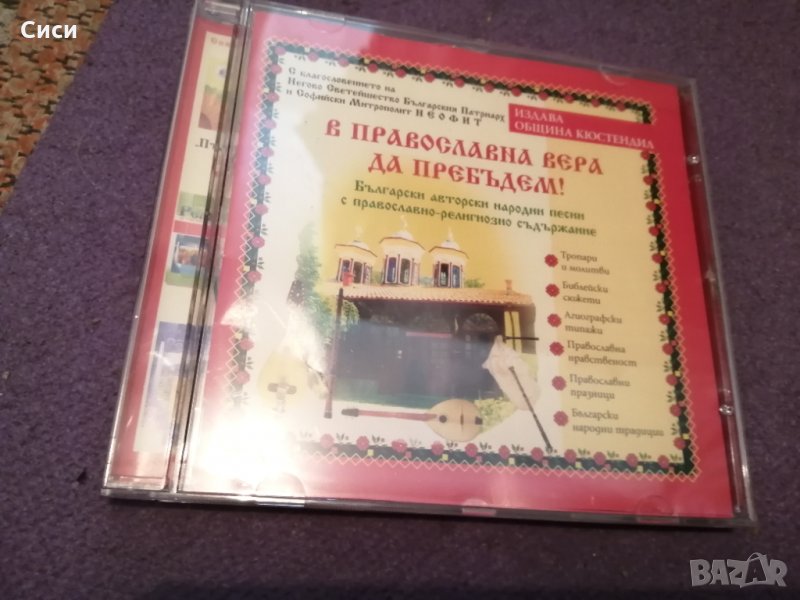 Сиси
С благословението на
Негово Светейшество Българския Патриарх
и Софийски Митрополит НЕОФИТ
ИЗДАВА
ОБЩИНА КЮСТЕНДИЛ
В ПРАВОСЛАВНА ВЕРА
ДА ПРЕБЪДЕМ!
Български авторски народни песни
с православно-религиозно съдържание
Тропари
и молитви
Библейски
сюжети
Агиографски
типажи
Православна
нравственост
Православни
празници
Български
народни традиции
BAZAR